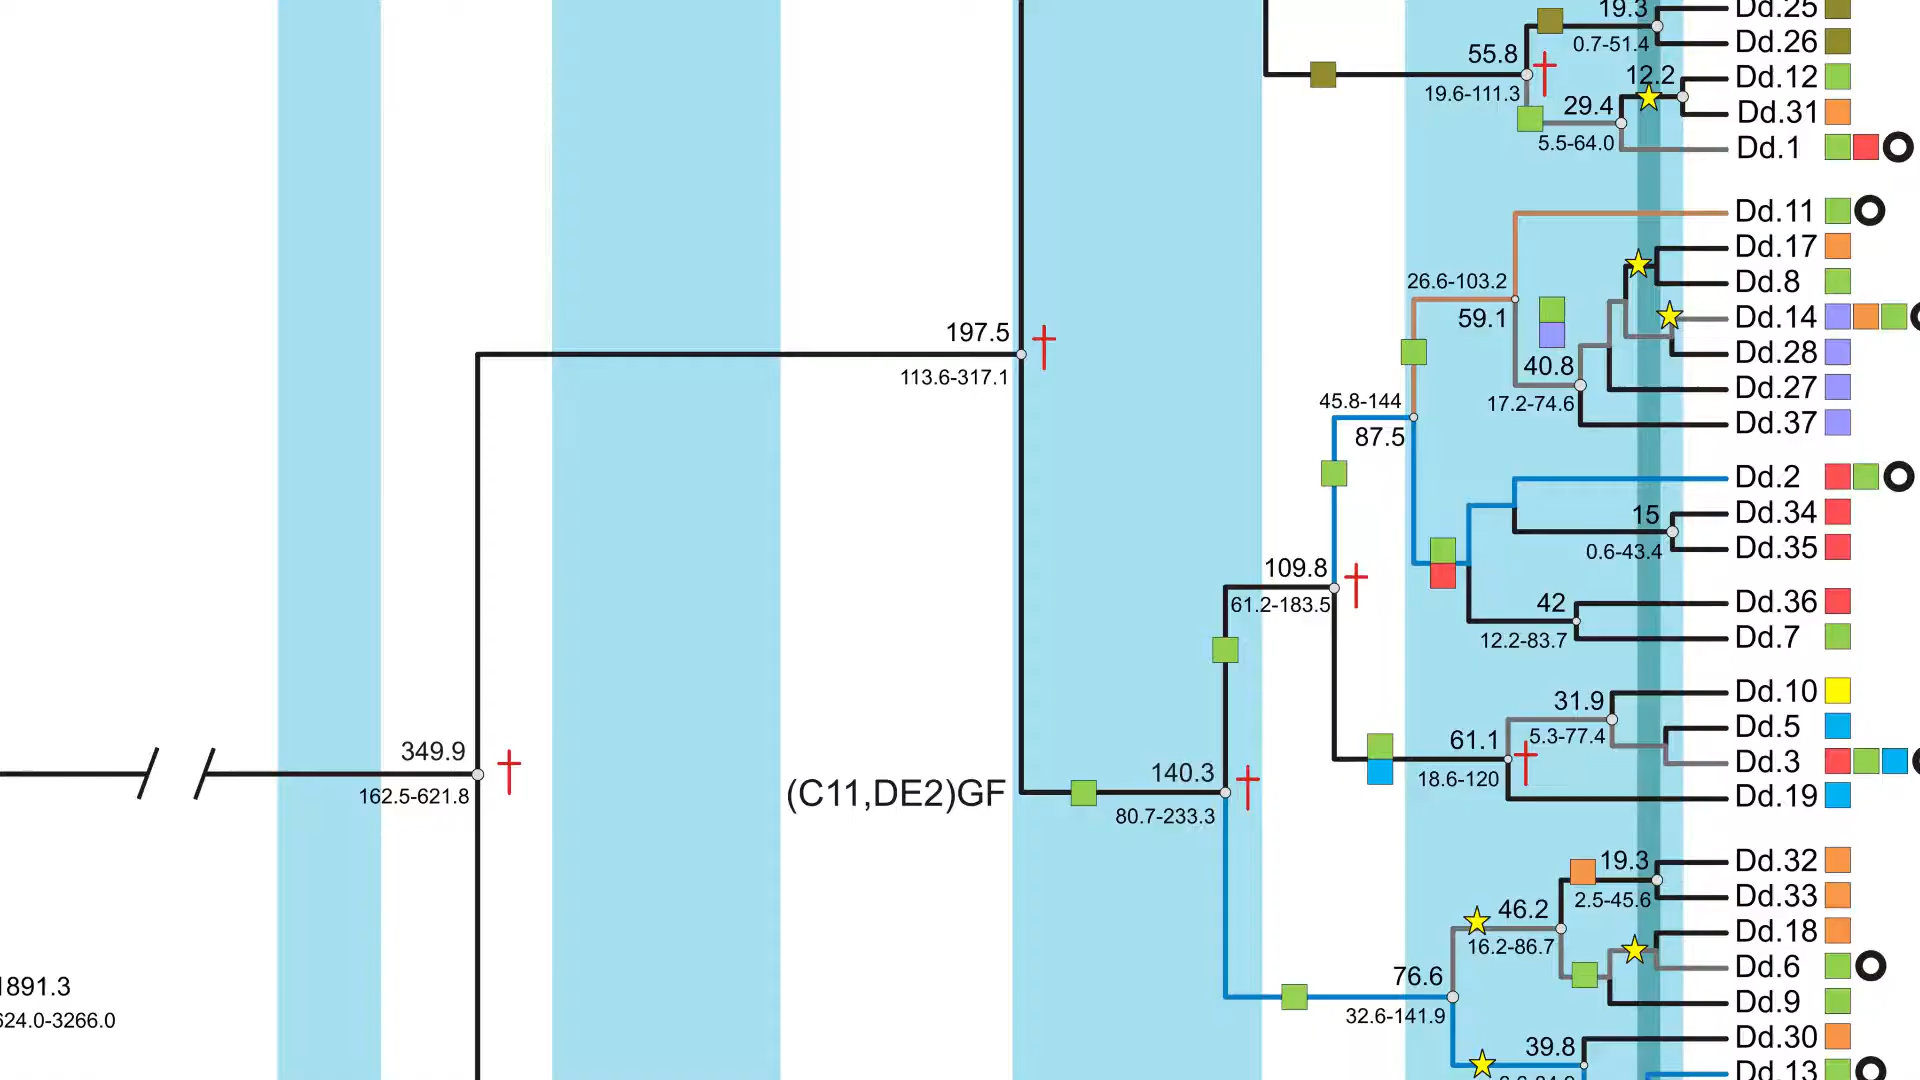 19.3
Dd.25
0.7-51.4
Dd.26
55.8
12.2
Dd.12
19.6-111.3
29.4
Dd.31
5.5-64.0
Dd.1
Dd.11
Dd.17
26.6-103.2
Dd.8
59.1
Dd.14
197.5
Dd.28
113.6-317.1
40.8
Dd.27
45.8-144
17.2-74.6
Dd.37
87.5
Dd.2
15
Dd.34
0.6-43.4
Dd.35
109.8
61.2-183.5
42
Dd.36
12.2-83.7
Dd.7
31.9
Dd.10
349.9
61.1
5.3-77.4
Dd.5
140.3
18.6-120
Dd.3
162.5-621.8
(C11,DE2)GF
Dd.19
80.7-233.3
19.3
Dd.32
2.5-45.6
Dd.33
46.2
16.2-86.7
Dd.18
76.6
Dd.6
1891.3
32.6-141.9
Dd.9
624.0-3266.0
39.8
Dd.30
Dd.13